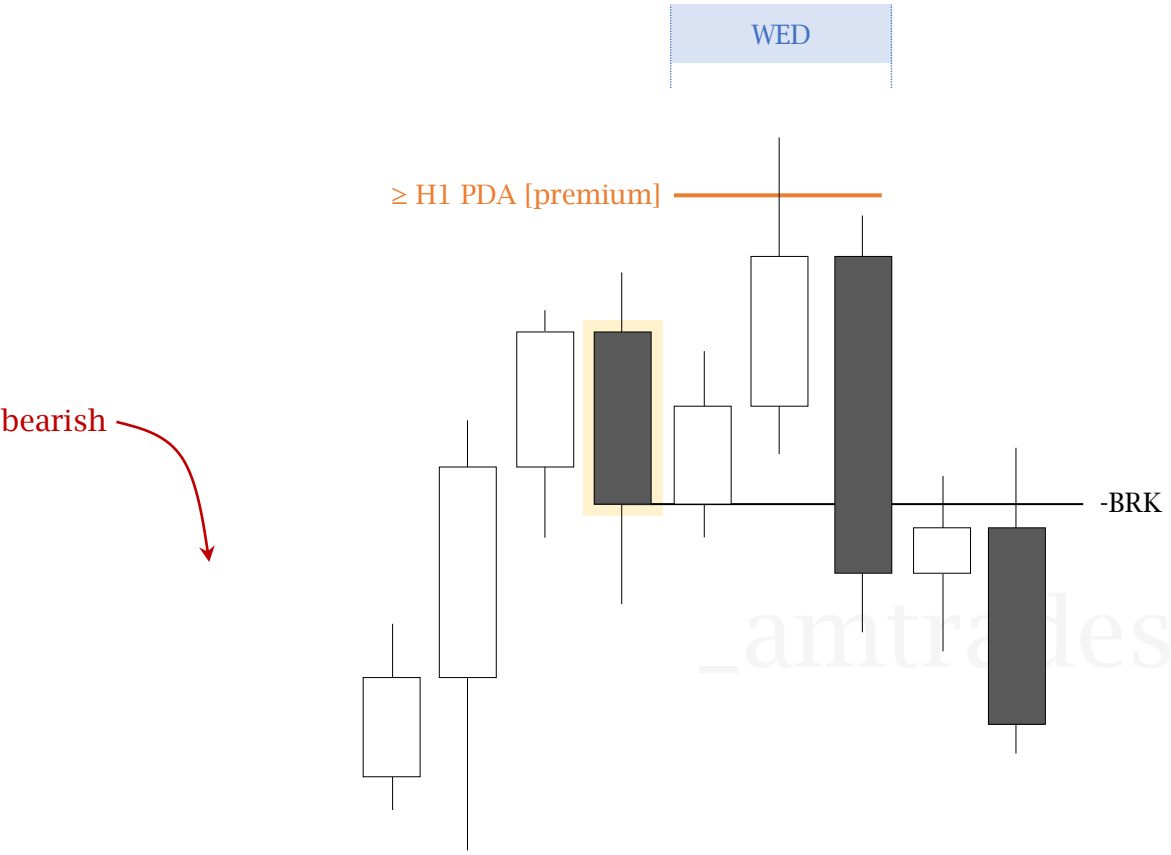 WED
≥ H1 PDA [premium]
bearish
-BRK
_amtrades